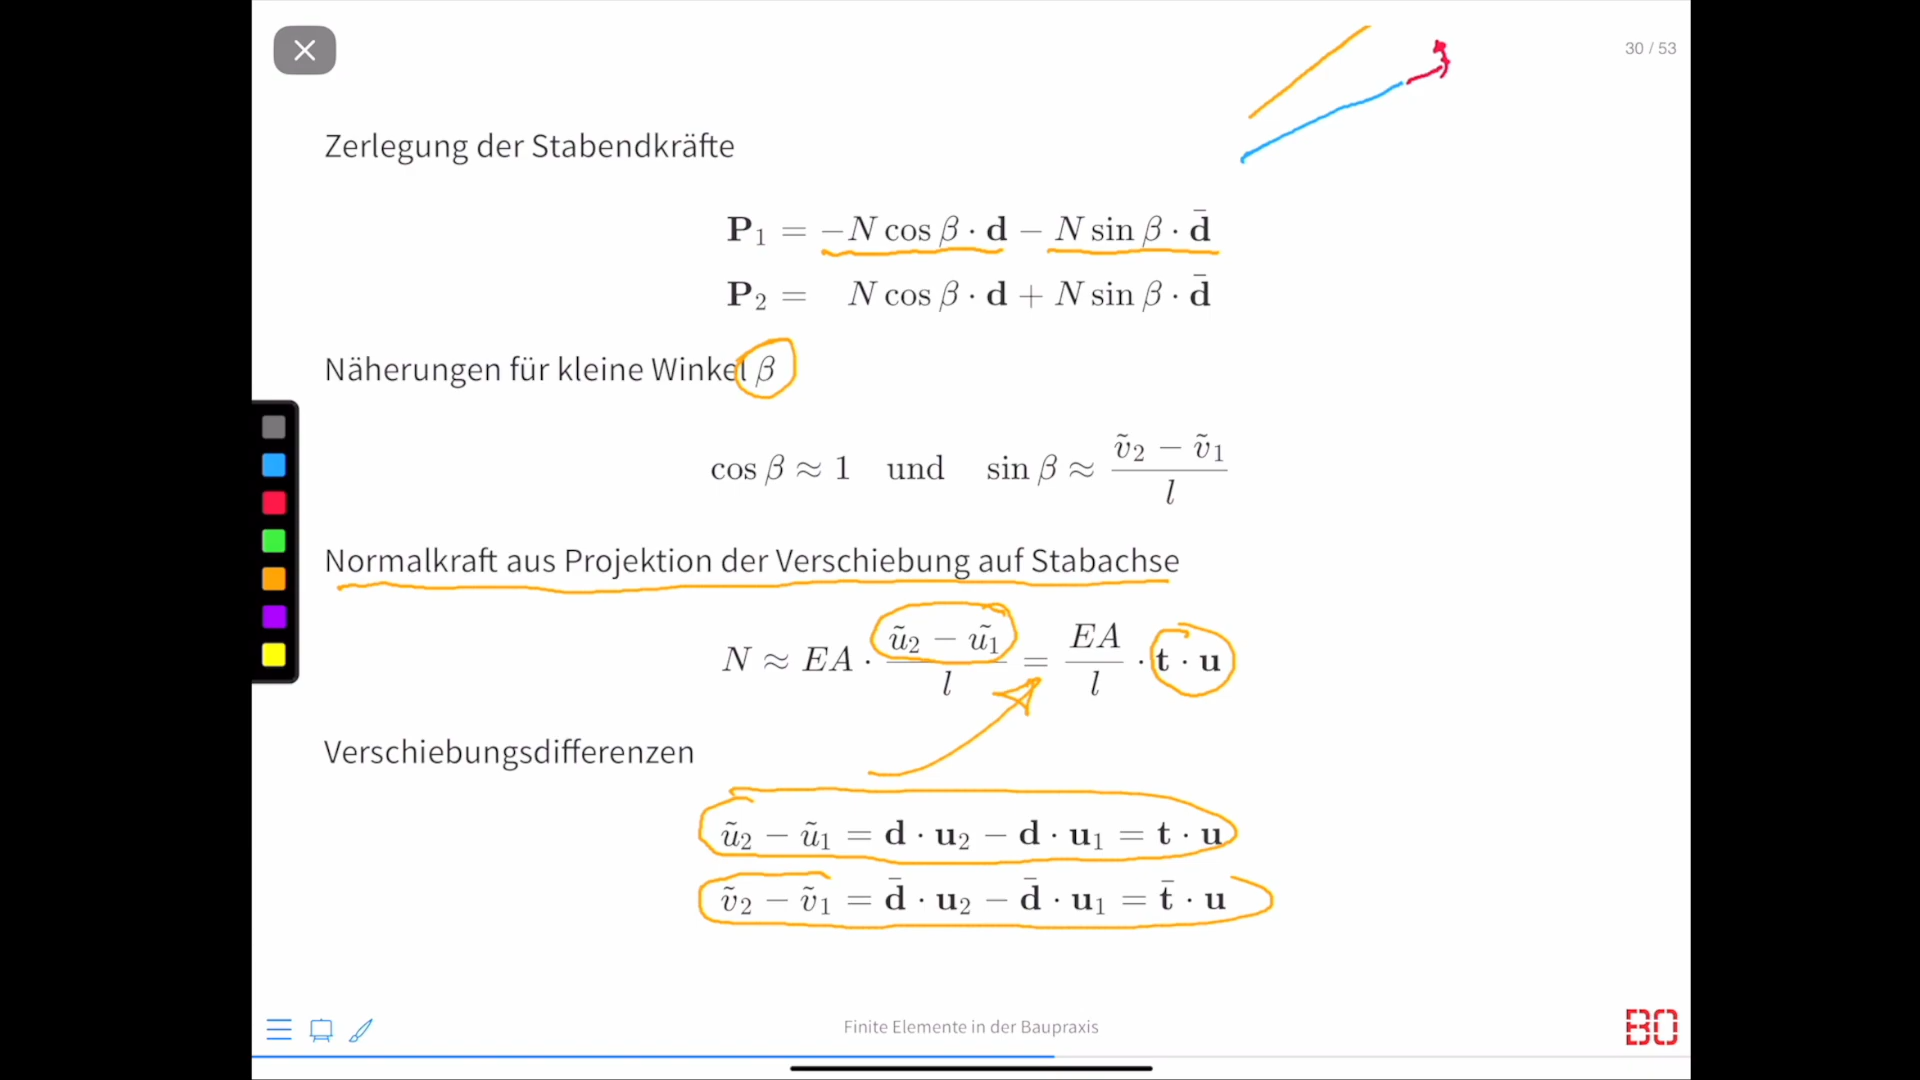 30 / 53
Zerlegung der Stabendkräfte
P₁ = −N cos β · d − N sin β · d̄
P₂ = N cos β · d + N sin β · d̄
Näherungen für kleine Winkel β
cos β ≈ 1 und sin β ≈ (ṽ₂ − ṽ₁)/l
Normalkraft aus Projektion der Verschiebung auf Stabachse
N ≈ EA · (ũ₂ − ũ₁)/l = EA/l · t · u
Verschiebungsdifferenzen
ũ₂ − ũ₁ = d · u₂ − d · u₁ = t · u
ṽ₂ − ṽ₁ = d̄ · u₂ − d̄ · u₁ = t̄ · u
Finite Elemente in der Baupraxis
BO